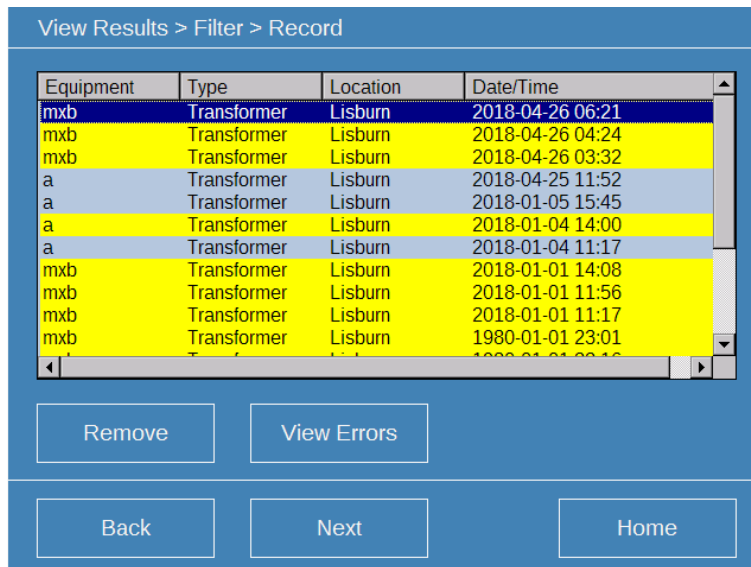 View Results > Filter > Record
Equipment Type Location Date/Time
mxb Transformer Lisburn 2018-04-26 06:21
mxb Transformer Lisburn 2018-04-26 04:24
mxb Transformer Lisburn 2018-04-26 03:32
a Transformer Lisburn 2018-04-25 11:52
a Transformer Lisburn 2018-01-05 15:45
a Transformer Lisburn 2018-01-04 14:00
a Transformer Lisburn 2018-01-04 11:17
mxb Transformer Lisburn 2018-01-01 14:08
mxb Transformer Lisburn 2018-01-01 11:56
mxb Transformer Lisburn 2018-01-01 11:17
mxb Transformer Lisburn 1980-01-01 23:01
Remove View Errors
Back Next Home